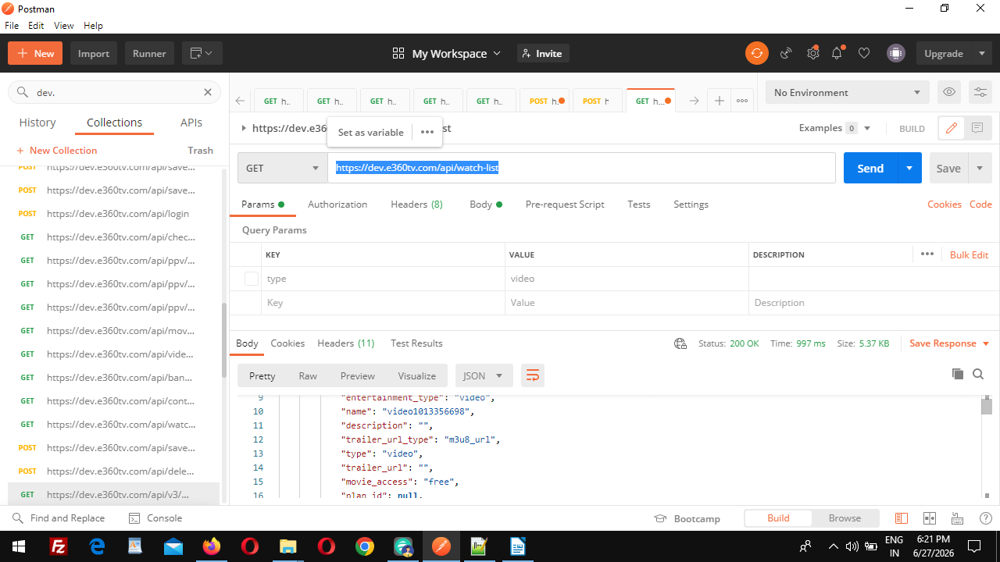 Postman
File Edit View Help
New Import Runner My Workspace Invite Upgrade
dev.
History Collections APIs
New Collection Trash
POST https://dev.e360tv.com/api/save...
POST https://dev.e360tv.com/api/save...
POST https://dev.e360tv.com/api/login
GET https://dev.e360tv.com/api/chec...
GET https://dev.e360tv.com/api/ppv/...
GET https://dev.e360tv.com/api/ppv/...
GET https://dev.e360tv.com/api/ppv/...
GET https://dev.e360tv.com/api/mov...
GET https://dev.e360tv.com/api/vide...
GET https://dev.e360tv.com/api/ban...
GET https://dev.e360tv.com/api/cont...
GET https://dev.e360tv.com/api/watc...
POST https://dev.e360tv.com/api/save...
POST https://dev.e360tv.com/api/dele...
GET https://dev.e360tv.com/api/v3/...
GET h.. GET h.. GET h.. GET h.. GET h.. POST h. POST h GET h...
No Environment
https://dev.e36 st
Set as variable
Examples 0 BUILD
GET https://dev.e360tv.com/api/watch-list Send Save
Params Authorization Headers (8) Body Pre-request Script Tests Settings Cookies Code
Query Params
KEY VALUE DESCRIPTION Bulk Edit
type video
Key Value Description
Body Cookies Headers (11) Test Results Status: 200 OK Time: 997 ms Size: 5.37 KB Save Response
Pretty Raw Preview Visualize JSON
9 "entertainment_type": "video",
10 "name": "video1013356698",
11 "description": "",
12 "trailer_url_type": "m3u8_url",
13 "type": "video",
14 "trailer_url": "",
15 "movie_access": "free",
16 "plan_id": null,
Find and Replace Console Bootcamp Build Browse
ENG
IN
6:21 PM
6/27/2026